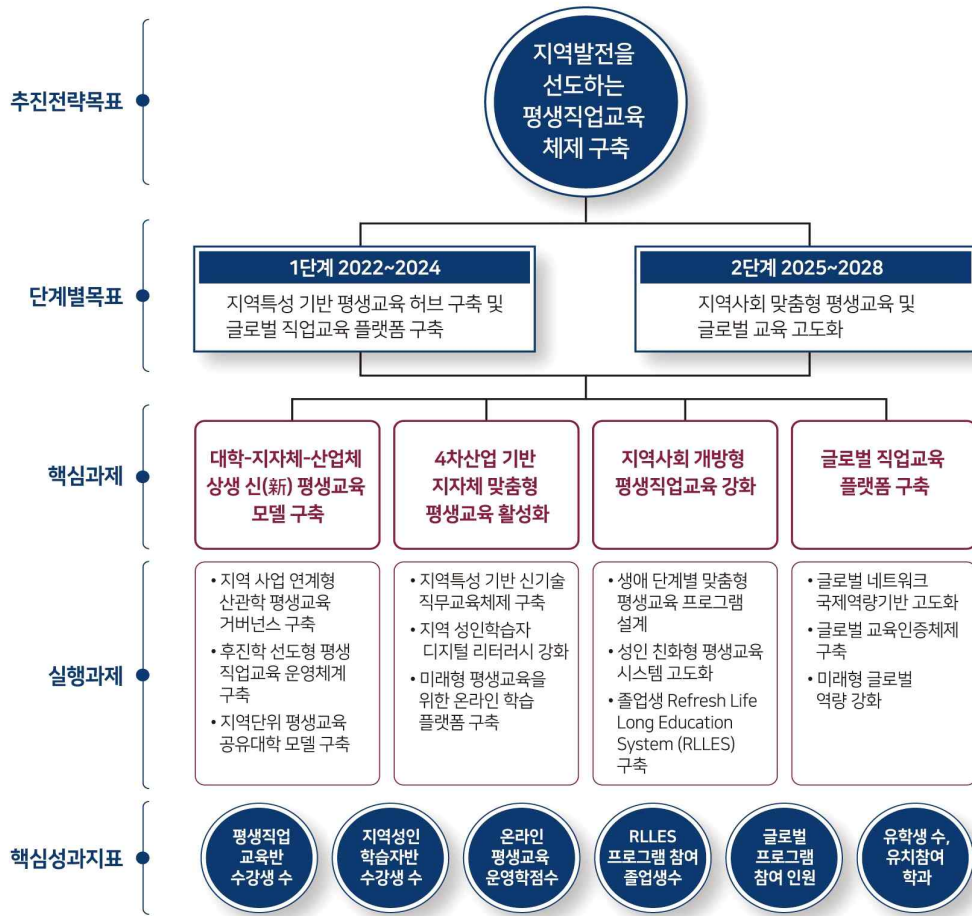 추진전략목표
지역발전을
선도하는
평생직업교육
체제 구축
단계별목표
1단계 2022~2024
지역특성 기반 평생교육 허브 구축 및
글로벌 직업교육 플랫폼 구축
2단계 2025~2028
지역사회 맞춤형 평생교육 및
글로벌 교육 고도화
핵심과제
대학-지자체-산업체
상생 신(新) 평생교육
모델 구축
4차산업 기반
지자체 맞춤형
평생교육 활성화
지역사회 개방형
평생직업교육 강화
글로벌 직업교육
플랫폼 구축
실행과제
• 지역 사업 연계형
산관학 평생교육
거버넌스 구축
• 후진학 선도형 평생
직업교육 운영체계
구축
• 지역단위 평생교육
공유대학 모델 구축
• 지역특성 기반 신기술
직무교육체제 구축
• 지역 성인학습자
디지털 리터러시 강화
• 미래형 평생교육을
위한 온라인 학습
플랫폼 구축
• 생애 단계별 맞춤형
평생교육 프로그램
설계
• 성인 친화형 평생교육
시스템 고도화
• 졸업생 Refresh Life
Long Education
System (RLLES)
구축
• 글로벌 네트워크
국제역량기반 고도화
• 글로벌 교육인증체제
구축
• 미래형 글로벌
역량 강화
핵심성과지표
평생직업
교육반
수강생 수
지역성인
학습자반
수강생 수
온라인
평생교육
운영학점수
RLLES
프로그램 참여
졸업생수
글로벌
프로그램
참여 인원
유학생 수,
유치참여
학과